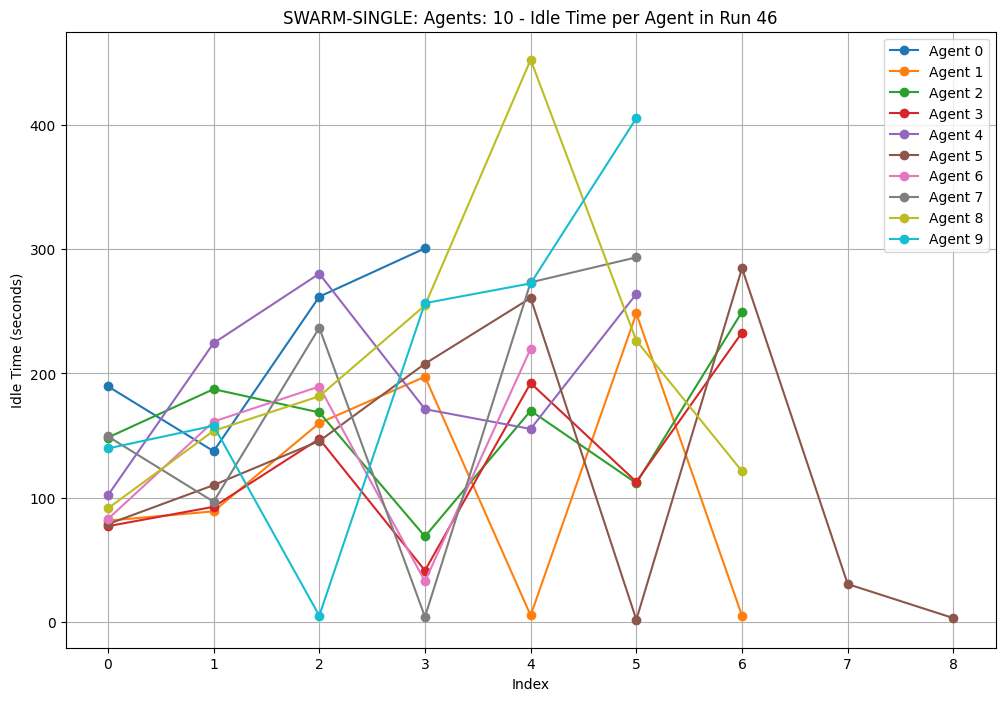 SWARM-SINGLE: Agents: 10 - Idle Time per Agent in Run 46
Idle Time (seconds)
400
300
200
100
0
0 1 2 3 4 5 6 7 8
Index
Agent 0
Agent 1
Agent 2
Agent 3
Agent 4
Agent 5
Agent 6
Agent 7
Agent 8
Agent 9